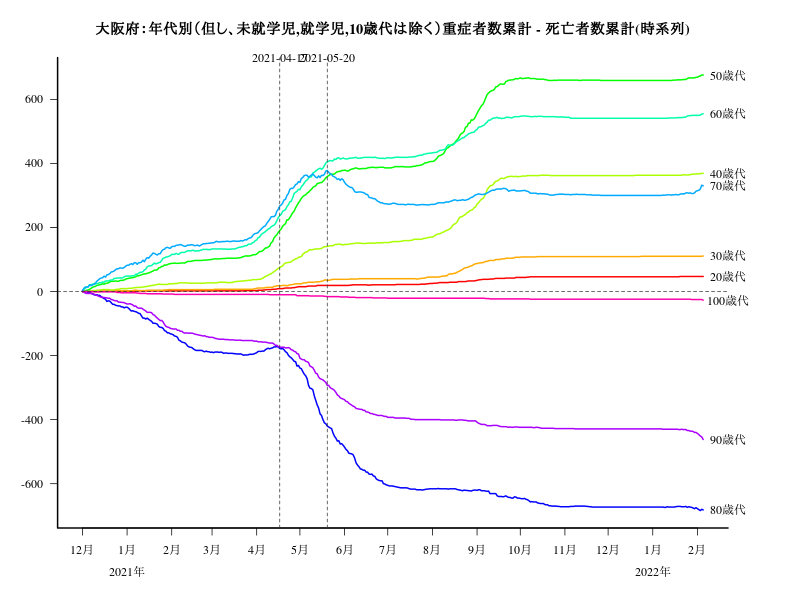 大阪府：年代別（但し、未就学児,就学児,10歳代は除く）重症者数累計 - 死亡者数累計(時系列)
2021-04-17
2021-05-20
50歳代
600
60歳代
400
40歳代
70歳代
200
30歳代
20歳代
0
100歳代
-200
-400
90歳代
-600
80歳代
12月 1月 2月 3月 4月 5月 6月 7月 8月 9月 10月 11月 12月 1月 2月
2021年 2022年